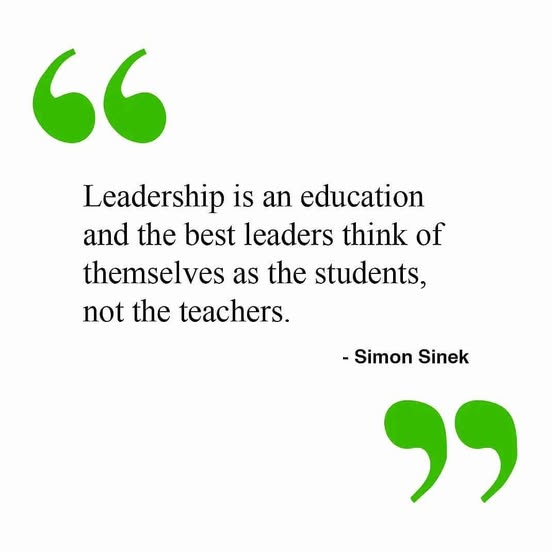 Leadership is an education
and the best leaders think of
themselves as the students,
not the teachers.
- Simon Sinek